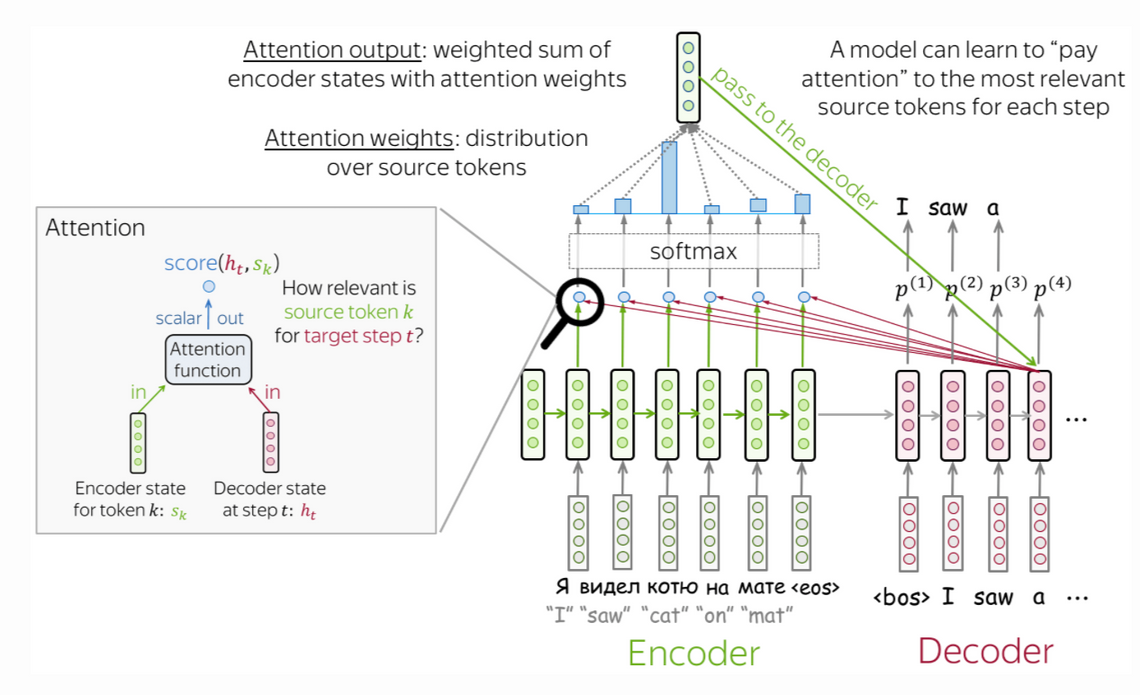 Attention output: weighted sum of
encoder states with attention weights
A model can learn to “pay
attention” to the most relevant
source tokens for each step
pass to the decoder
Attention weights: distribution
over source tokens
I saw a
softmax
p⁽¹⁾ p⁽²⁾ p⁽³⁾ p⁽⁴⁾
Attention
score(hₜ, sₖ)
How relevant is
source token k
for target step t?
scalar out
Attention
function
in in
Encoder state
for token k: sₖ
Decoder state
at step t: hₜ
...
Я видел котю на мате <eos>
“I” “saw” “cat” “on” “mat”
<bos> I saw a ...
Encoder
Decoder